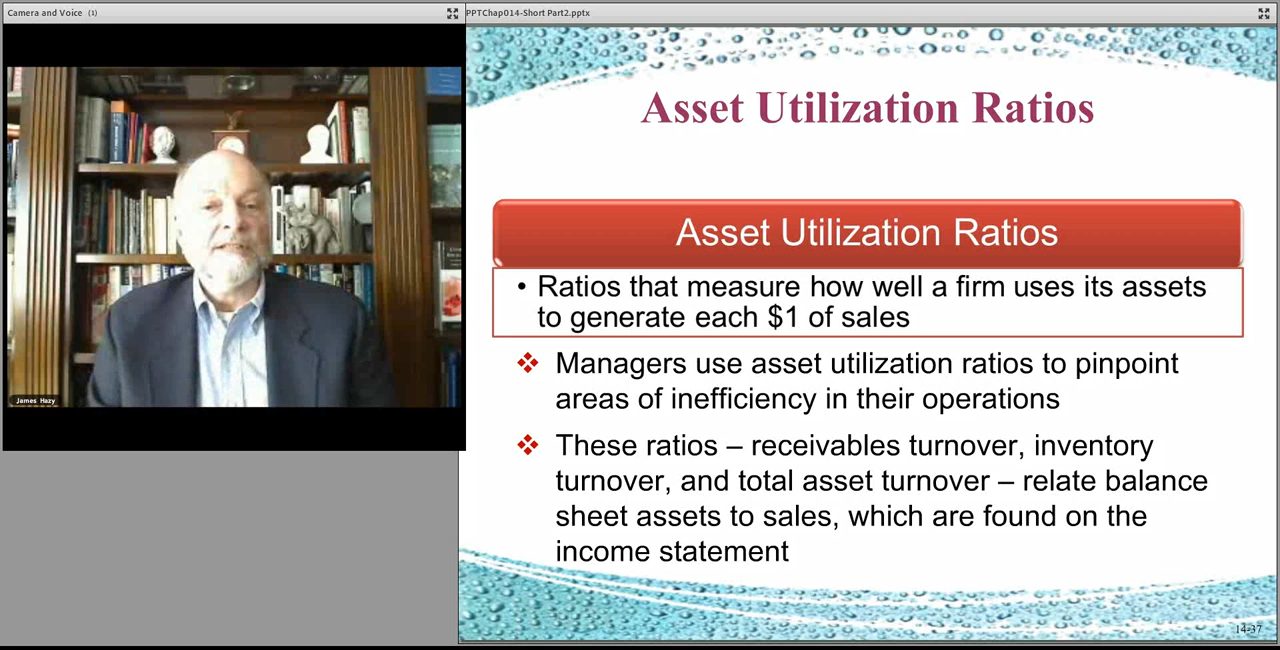 Camera and Voice (1)
PPTChap014-Short Part2.pptx
James Hazy
Asset Utilization Ratios
Asset Utilization Ratios
• Ratios that measure how well a firm uses its assets
to generate each $1 of sales
❖ Managers use asset utilization ratios to pinpoint
areas of inefficiency in their operations
❖ These ratios – receivables turnover, inventory
turnover, and total asset turnover – relate balance
sheet assets to sales, which are found on the
income statement
14-37